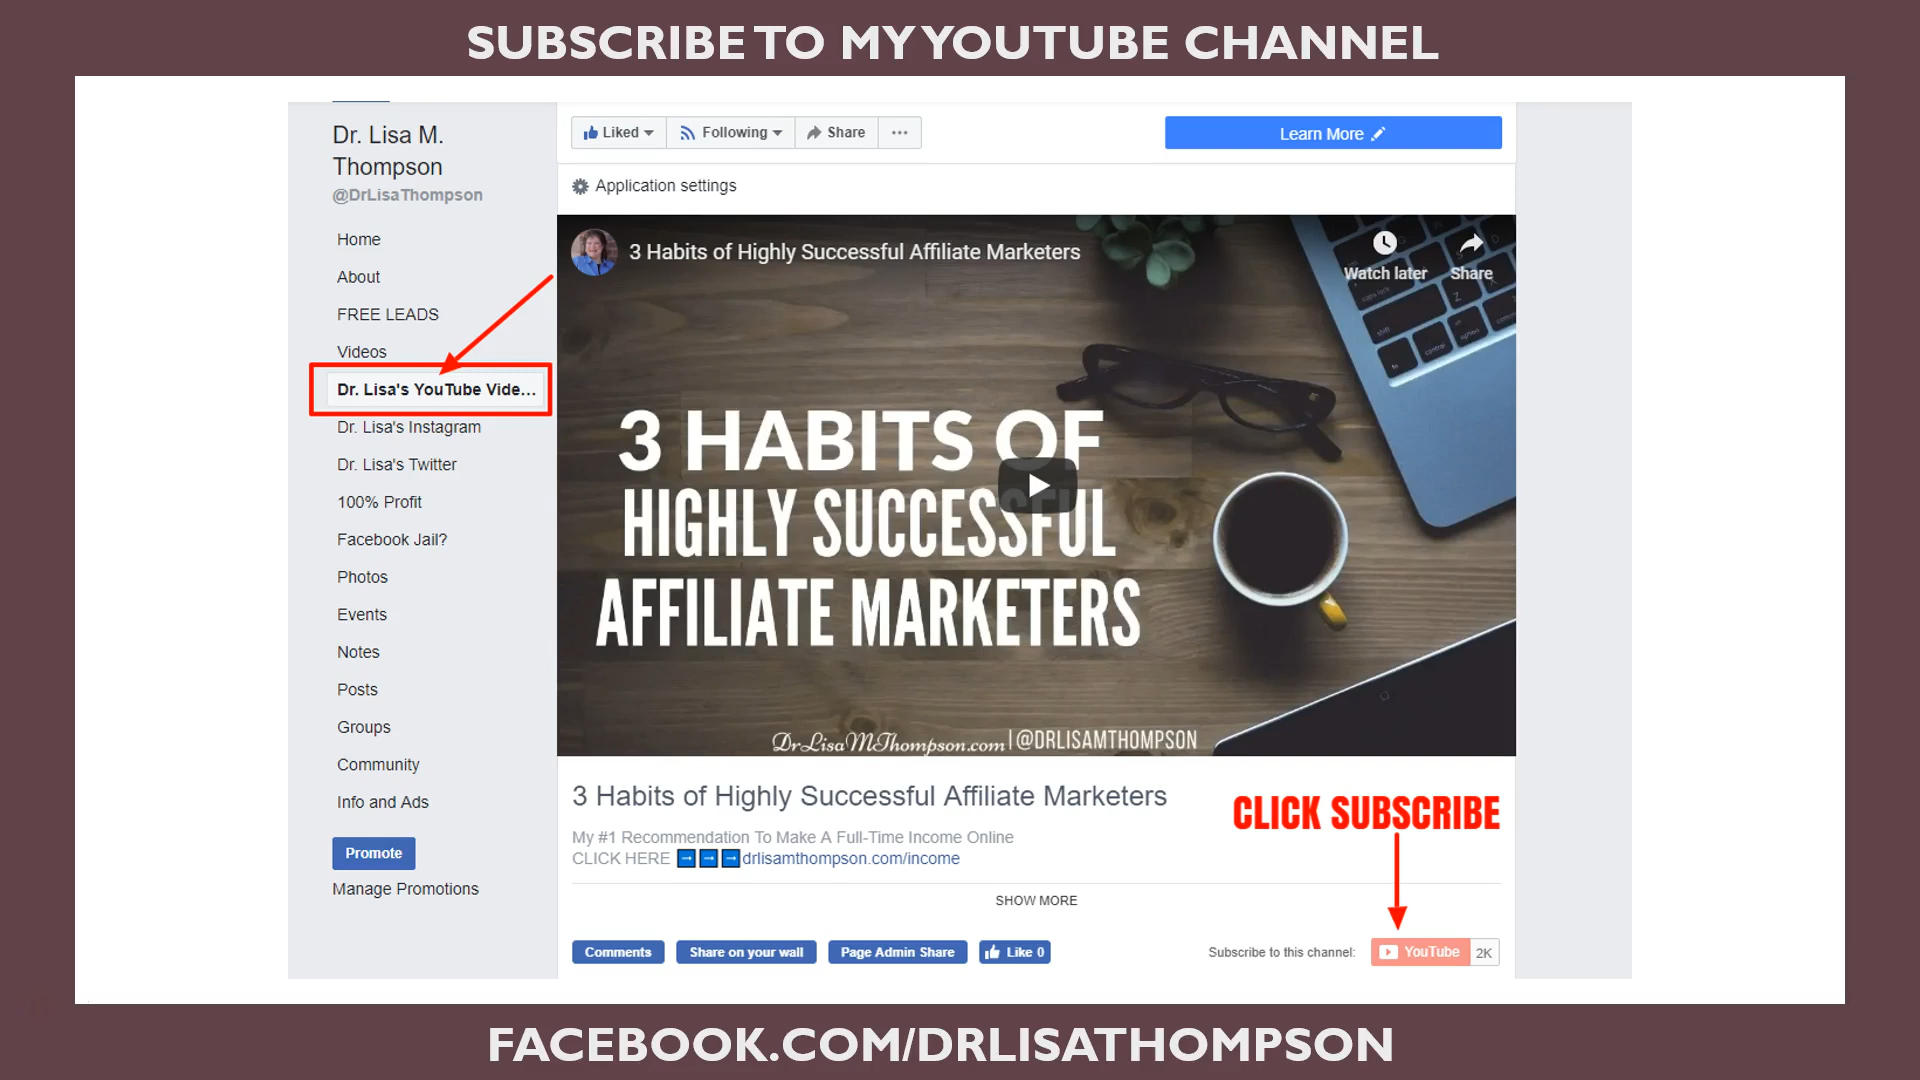 SUBSCRIBE TO MY YOUTUBE CHANNEL
Dr. Lisa M.
Thompson
@DrLisaThompson
Home
About
FREE LEADS
Videos
Dr. Lisa's YouTube Vide...
Dr. Lisa's Instagram
Dr. Lisa's Twitter
100% Profit
Facebook Jail?
Photos
Events
Notes
Posts
Groups
Community
Info and Ads
Promote
Manage Promotions
Liked Following Share ...
Learn More
Application settings
3 Habits of Highly Successful Affiliate Marketers
Watch later Share
3 HABITS OF
HIGHLY SUCCESSFUL
AFFILIATE MARKETERS
DrLisaMThompson.com | @DRLISAMTHOMPSON
3 Habits of Highly Successful Affiliate Marketers
My #1 Recommendation To Make A Full-Time Income Online
CLICK HERE ➡➡➡drlisamthompson.com/income
CLICK SUBSCRIBE
SHOW MORE
Comments Share on your wall Page Admin Share Like 0
Subscribe to this channel: YouTube 2K
FACEBOOK.COM/DRLISATHOMPSON